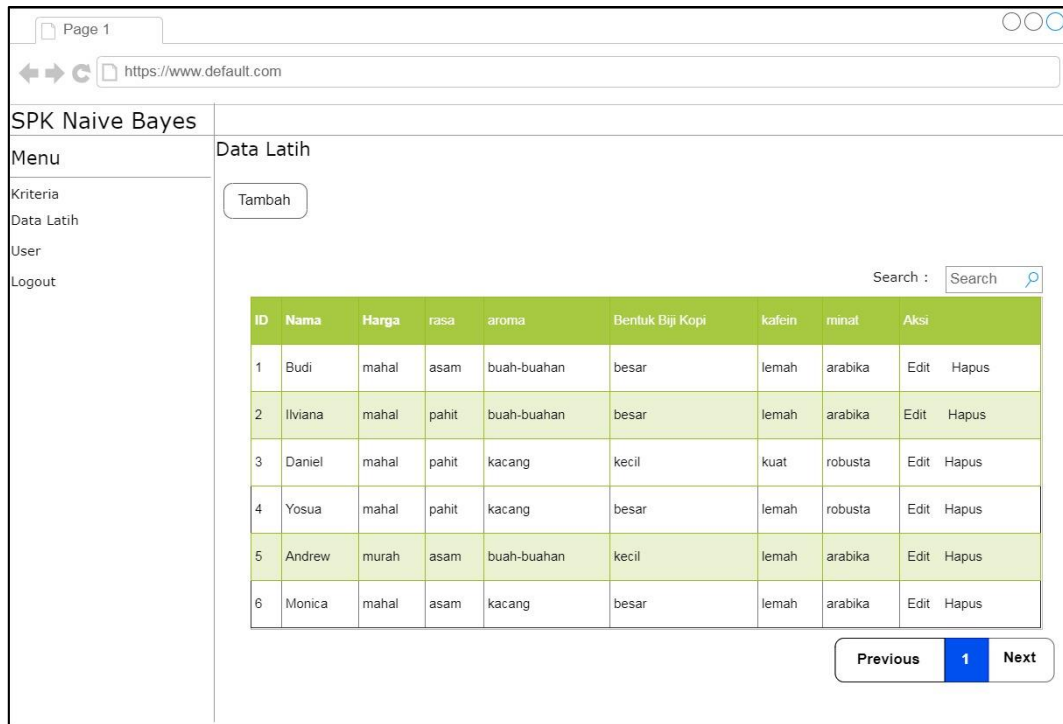 Page 1
https://www.default.com
SPK Naive Bayes
Menu
Kriteria
Data Latih
User
Logout
Data Latih
Tambah
Search : Search
ID Nama Harga rasa aroma Bentuk Biji Kopi kafein minat Aksi
1 Budi mahal asam buah-buahan besar lemah arabika Edit Hapus
2 Ilviana mahal pahit buah-buahan besar lemah arabika Edit Hapus
3 Daniel mahal pahit kacang kecil kuat robusta Edit Hapus
4 Yosua mahal pahit kacang besar lemah robusta Edit Hapus
5 Andrew murah asam buah-buahan kecil lemah arabika Edit Hapus
6 Monica mahal asam kacang besar lemah arabika Edit Hapus
Previous 1 Next